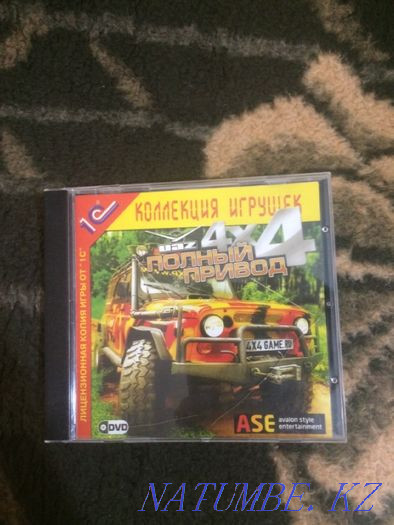 1С
КОЛЛЕКЦИЯ ИГРУШЕК
UAZ 4x4
ПОЛНЫЙ
ПРИВОД
4X4 GAME.RU
ASE avalon style
entertainment
DVD
ЛИЦЕНЗИОННАЯ КОПИЯ ИГРЫ ОТ "1С"
NATUMBE.KZ